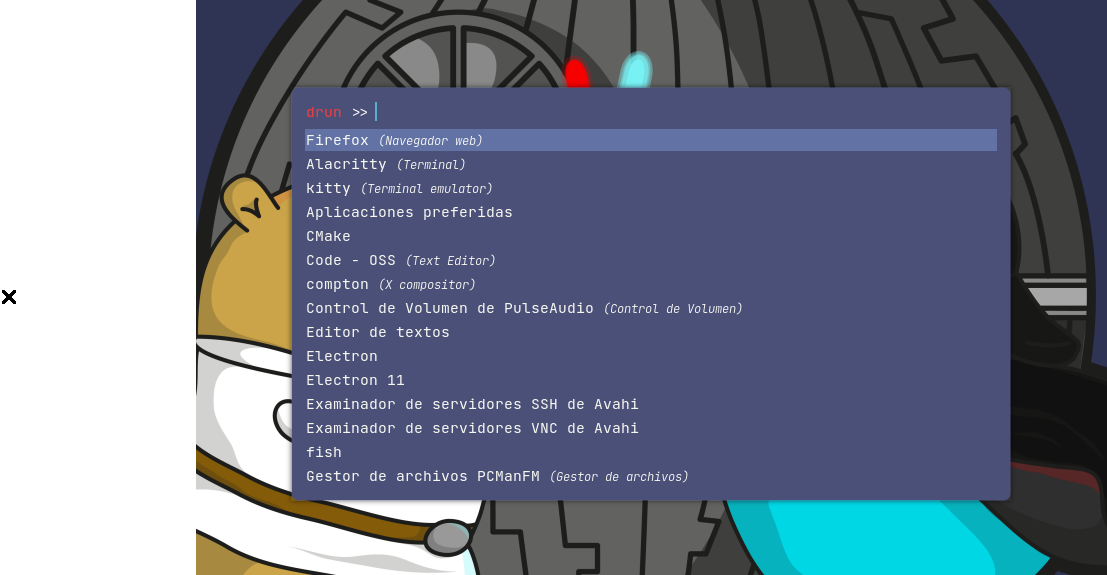 drun >>
Firefox (Navegador web)
Alacritty (Terminal)
kitty (Terminal emulator)
Aplicaciones preferidas
CMake
Code - OSS (Text Editor)
compton (X compositor)
Control de Volumen de PulseAudio (Control de Volumen)
Editor de textos
Electron
Electron 11
Examinador de servidores SSH de Avahi
Examinador de servidores VNC de Avahi
fish
Gestor de archivos PCManFM (Gestor de archivos)